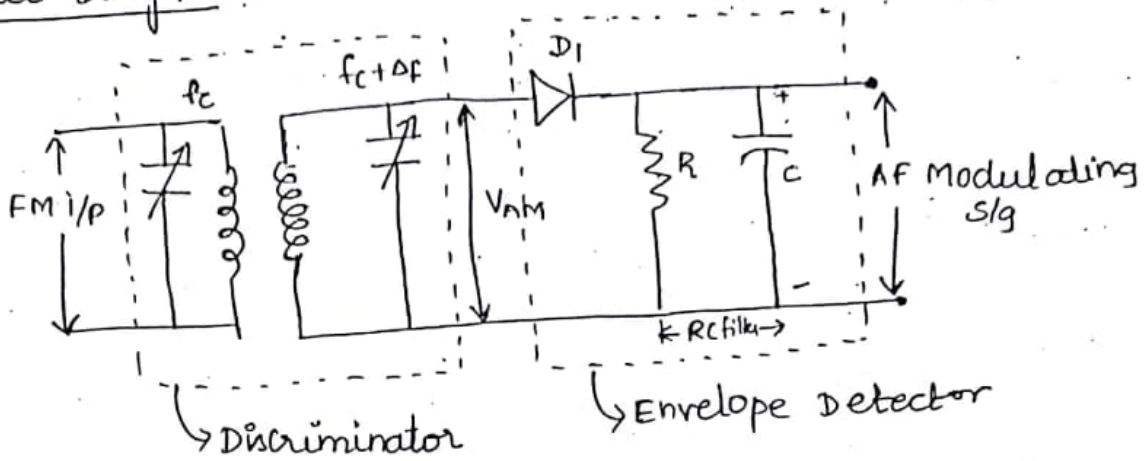 D1
fc+Δf
fc
+
R
C
FM i/p
VAM
AF Modulating
S/g
-
RC filter
Envelope Detector
Discriminator